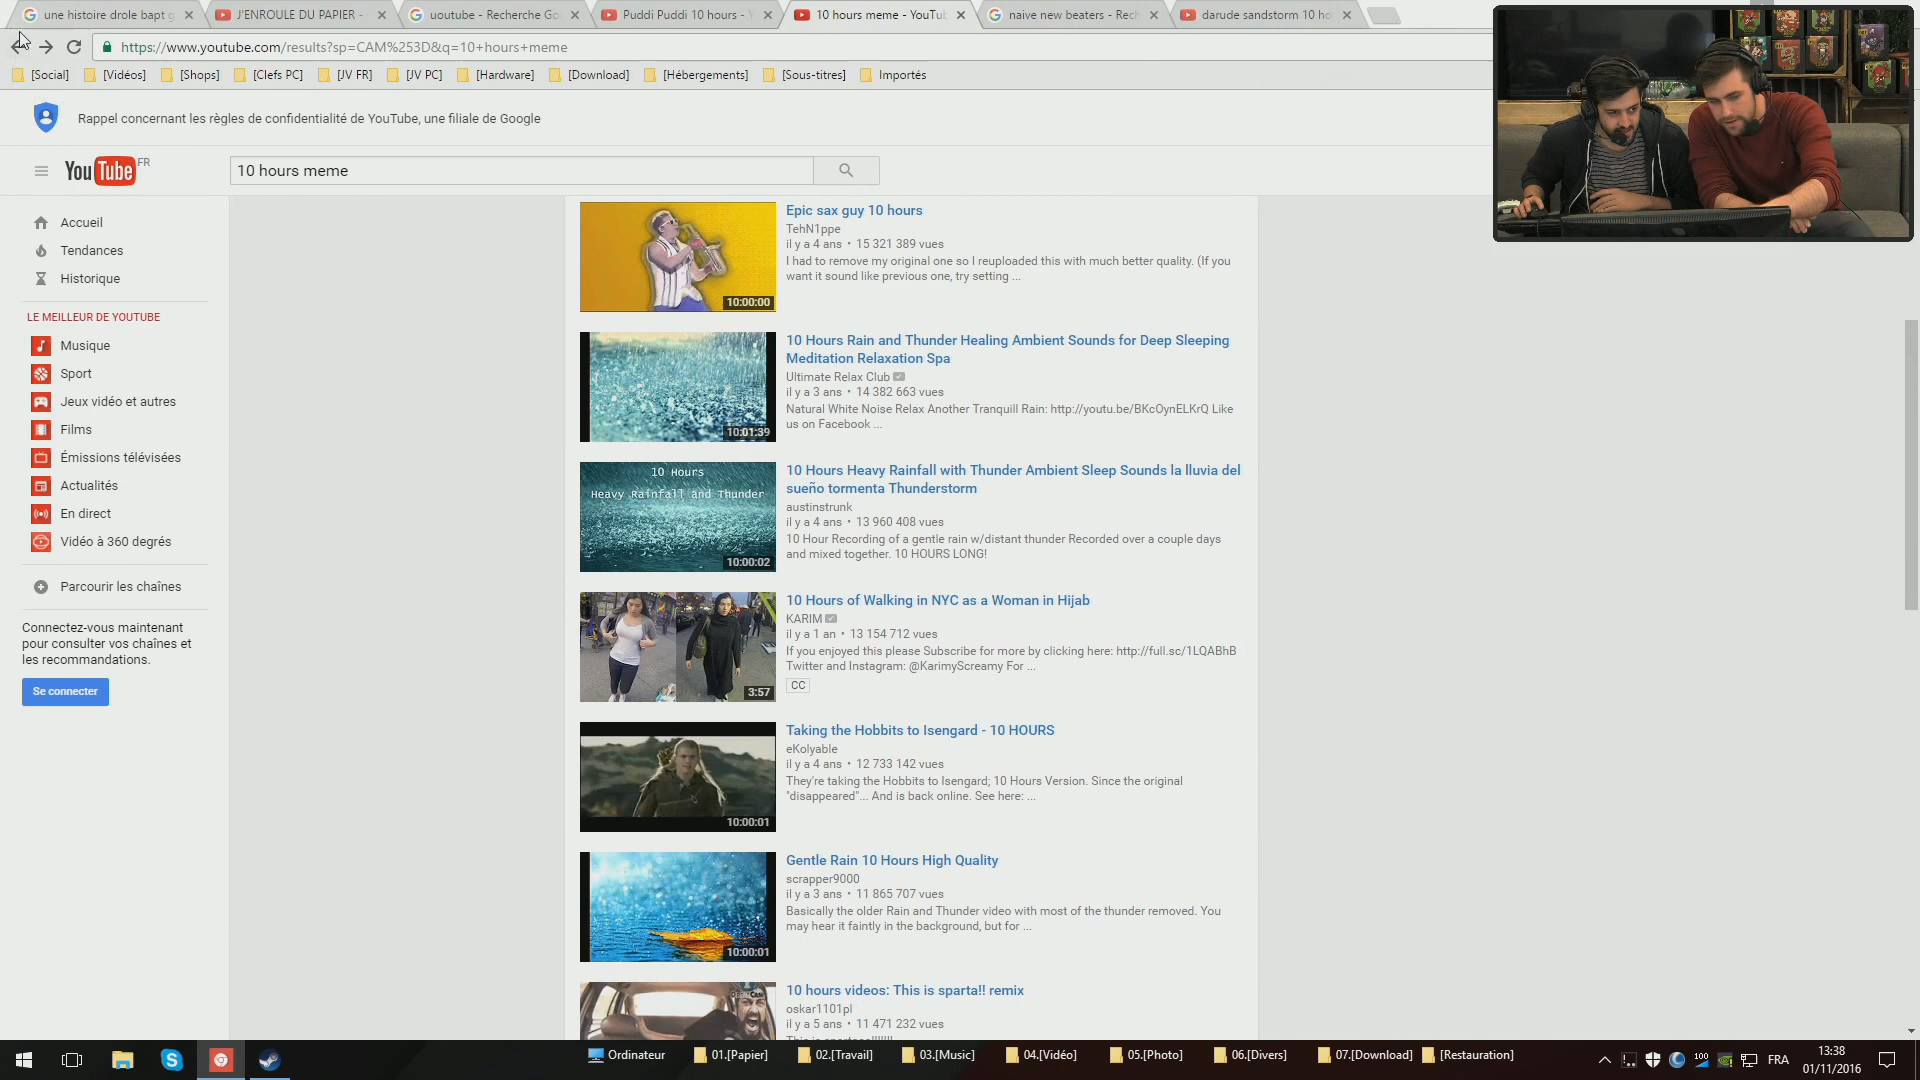 une histoire drole bapt g
J'ENROULE DU PAPIER -
uoutube - Recherche Go
Puddi Puddi 10 hours - Y
10 hours meme - YouTub
naive new beaters - Rech
darude sandstorm 10 ho
https://www.youtube.com/results?sp=CAM%253D&q=10+hours+meme
[Social]
[Vidéos]
[Shops]
[Clefs PC]
[JV FR]
[JV PC]
[Hardware]
[Download]
[Hébergements]
[Sous-titres]
Importés
Rappel concernant les règles de confidentialité de YouTube, une filiale de Google
YouTube FR
10 hours meme
Accueil
Tendances
Historique
LE MEILLEUR DE YOUTUBE
Musique
Sport
Jeux vidéo et autres
Films
Émissions télévisées
Actualités
En direct
Vidéo à 360 degrés
Parcourir les chaînes
Connectez-vous maintenant
pour consulter vos chaînes et
les recommandations.
Se connecter
10:00:00
Epic sax guy 10 hours
TehN1ppe
il y a 4 ans • 15 321 389 vues
I had to remove my original one so I reuploaded this with much better quality. (If you
want it sound like previous one, try setting ...
10:01:39
10 Hours Rain and Thunder Healing Ambient Sounds for Deep Sleeping
Meditation Relaxation Spa
Ultimate Relax Club
il y a 3 ans • 14 382 663 vues
Natural White Noise Relax Another Tranquill Rain: http://youtu.be/BKcOynELKrQ Like
us on Facebook ...
10 Hours
Heavy Rainfall and Thunder
10:00:02
10 Hours Heavy Rainfall with Thunder Ambient Sleep Sounds la lluvia del
sueño tormenta Thunderstorm
austinstrunk
il y a 4 ans • 13 960 408 vues
10 Hour Recording of a gentle rain w/distant thunder Recorded over a couple days
and mixed together. 10 HOURS LONG!
3:57
10 Hours of Walking in NYC as a Woman in Hijab
KARIM
il y a 1 an • 13 154 712 vues
If you enjoyed this please Subscribe for more by clicking here: http://full.sc/1LQABhB
Twitter and Instagram: @KarimyScreamy For ...
CC
10:00:01
Taking the Hobbits to Isengard - 10 HOURS
eKolyable
il y a 4 ans • 12 733 142 vues
They're taking the Hobbits to Isengard; 10 Hours Version. Since the original
"disappeared"... And is back online. See here: ...
10:00:01
Gentle Rain 10 Hours High Quality
scrapper9000
il y a 3 ans • 11 865 707 vues
Basically the older Rain and Thunder video with most of the thunder removed. You
may hear it faintly in the background, but for ...
10 hours videos: This is sparta!! remix
oskar1101pl
il y a 5 ans • 11 471 232 vues
Ordinateur
01.[Papier]
02.[Travail]
03.[Music]
04.[Vidéo]
05.[Photo]
06.[Divers]
07.[Download]
[Restauration]
100
FRA
13:38
01/11/2016